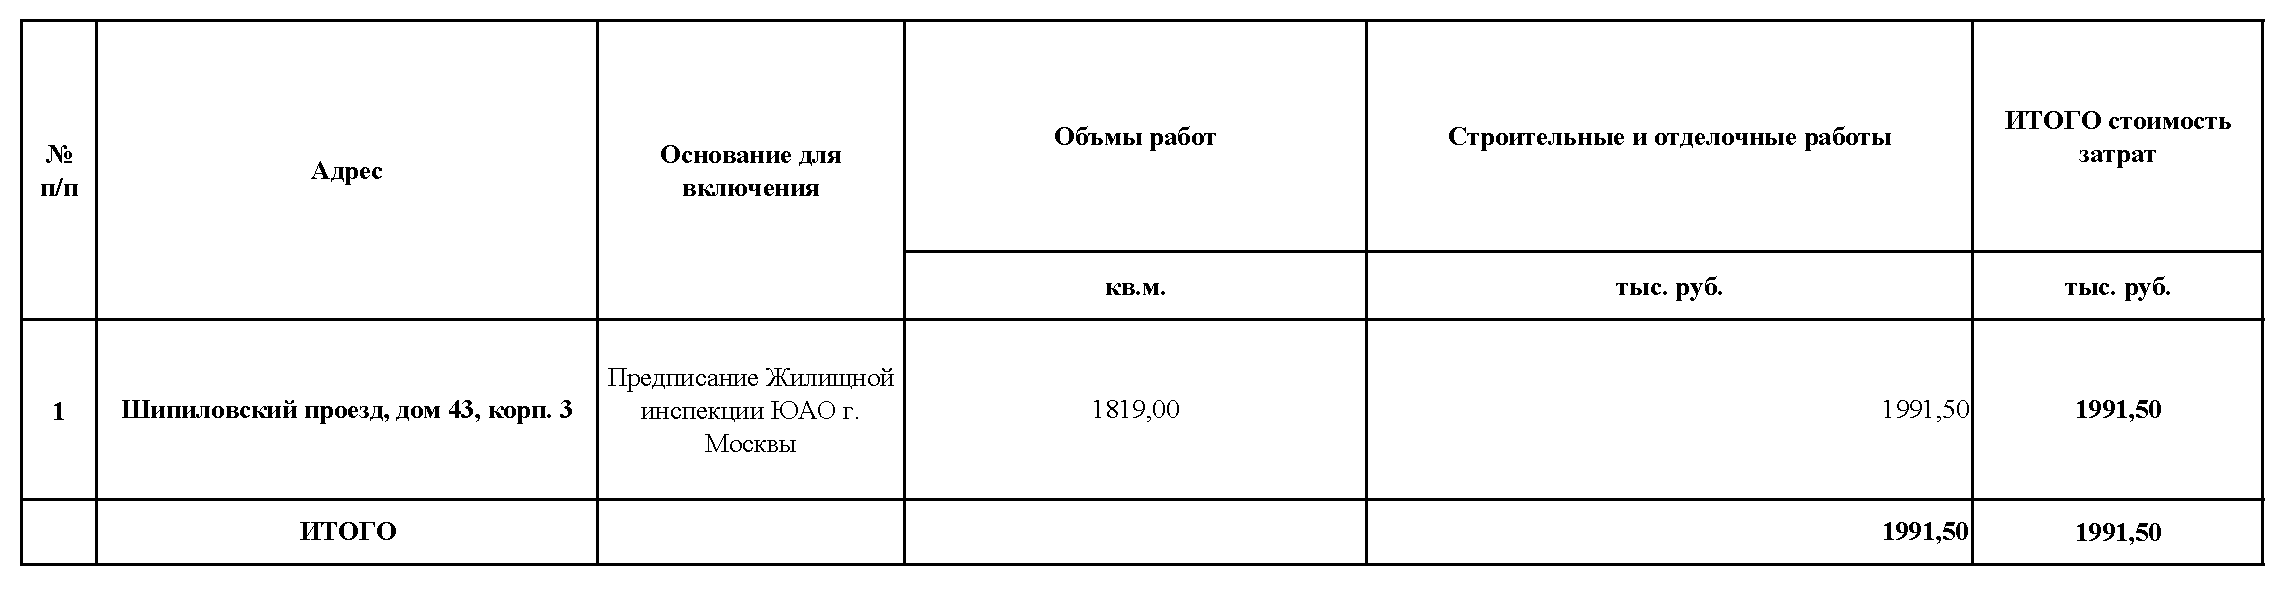 №
п/п
Адрес
Основание для
включения
Объмы работ
Строительные и отделочные работы
ИТОГО стоимость
затрат
кв.м.
тыс. руб.
тыс. руб.
1
Шипиловский проезд, дом 43, корп. 3
Предписание Жилищной
инспекции ЮАО г.
Москвы
1819,00
1991,50
1991,50
ИТОГО
1991,50
1991,50